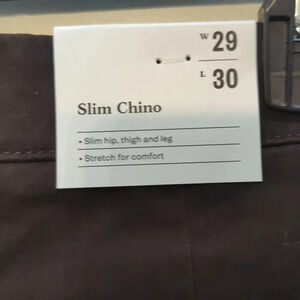 W 29
L 30
Slim Chino
• Slim hip, thigh and leg
• Stretch for comfort